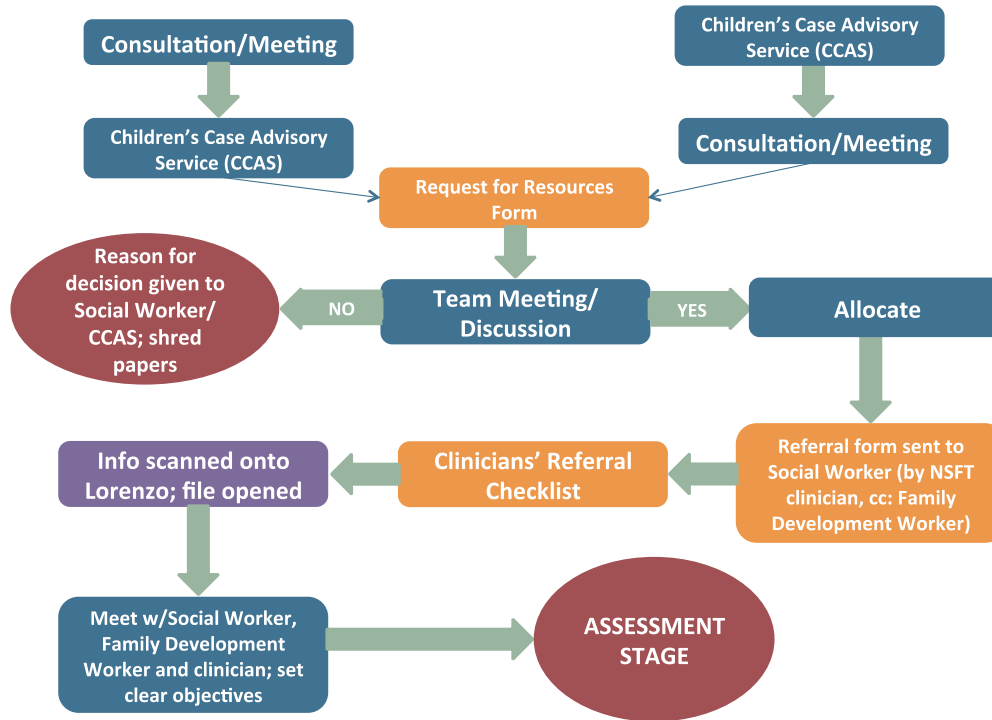 Consultation/Meeting
Children's Case Advisory
Service (CCAS)
Children's Case Advisory
Service (CCAS)
Consultation/Meeting
Request for Resources
Form
Reason for
decision given to
Social Worker/
CCAS; shred
papers
NO
Team Meeting/
Discussion
YES
Allocate
Referral form sent to
Social Worker (by NSFT
clinician, cc: Family
Development Worker)
Clinicians' Referral
Checklist
Info scanned onto
Lorenzo; file opened
Meet w/Social Worker,
Family Development
Worker and clinician; set
clear objectives
ASSESSMENT
STAGE